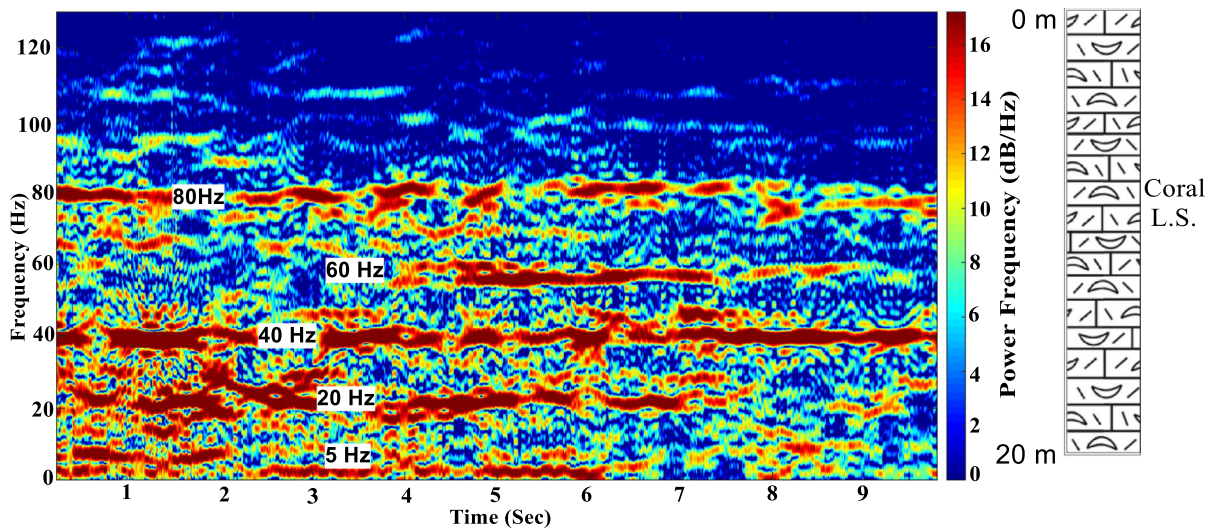 Frequency (Hz)
120
100
80
60
40
20
0
80Hz
60 Hz
40 Hz
20 Hz
5 Hz
1 2 3 4 5 6 7 8 9
Time (Sec)
16
14
12
10
8
6
4
2
0
Power Frequency (dB/Hz)
0 m
Coral
L.S.
20 m